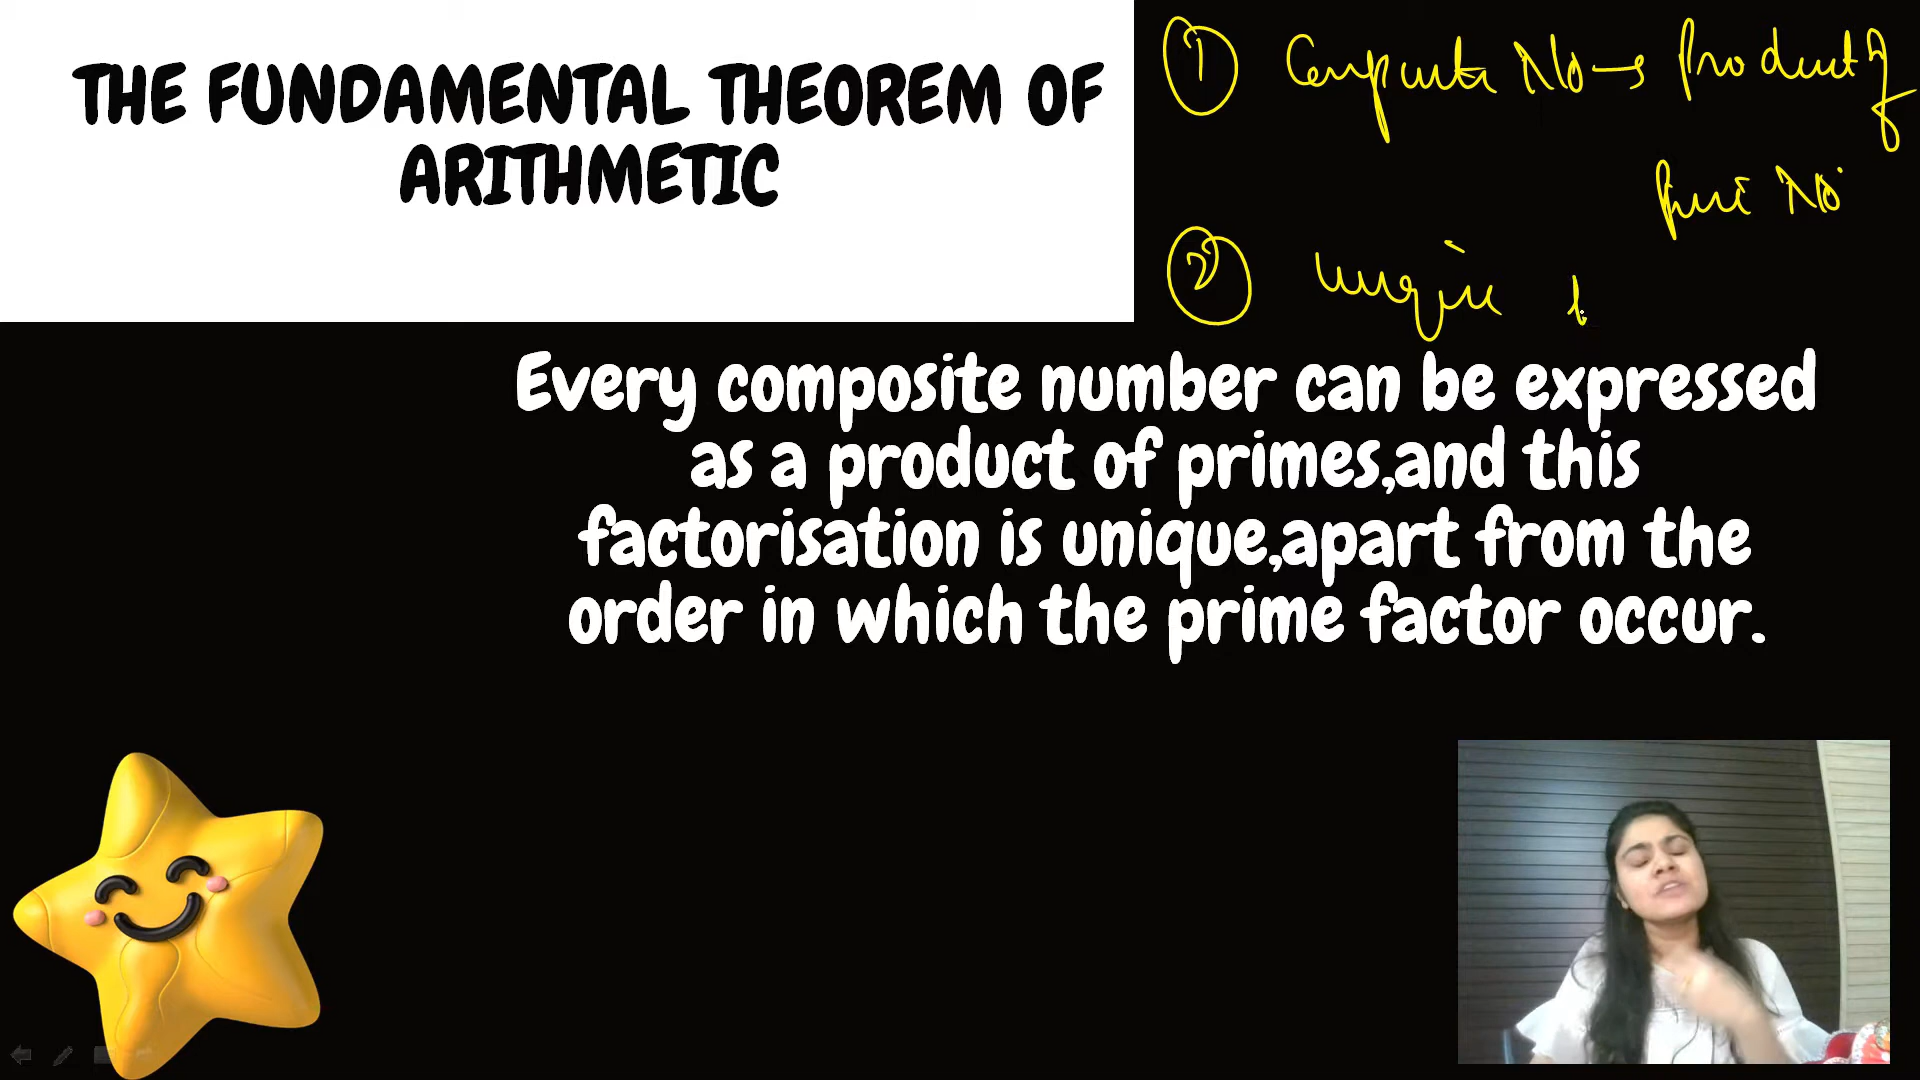 THE FUNDAMENTAL THEOREM OF
ARITHMETIC
1 Composite No → Product of
Prime No.
2 unique
Every composite number can be expressed
as a product of primes,and this
factorisation is unique,apart from the
order in which the prime factor occur.